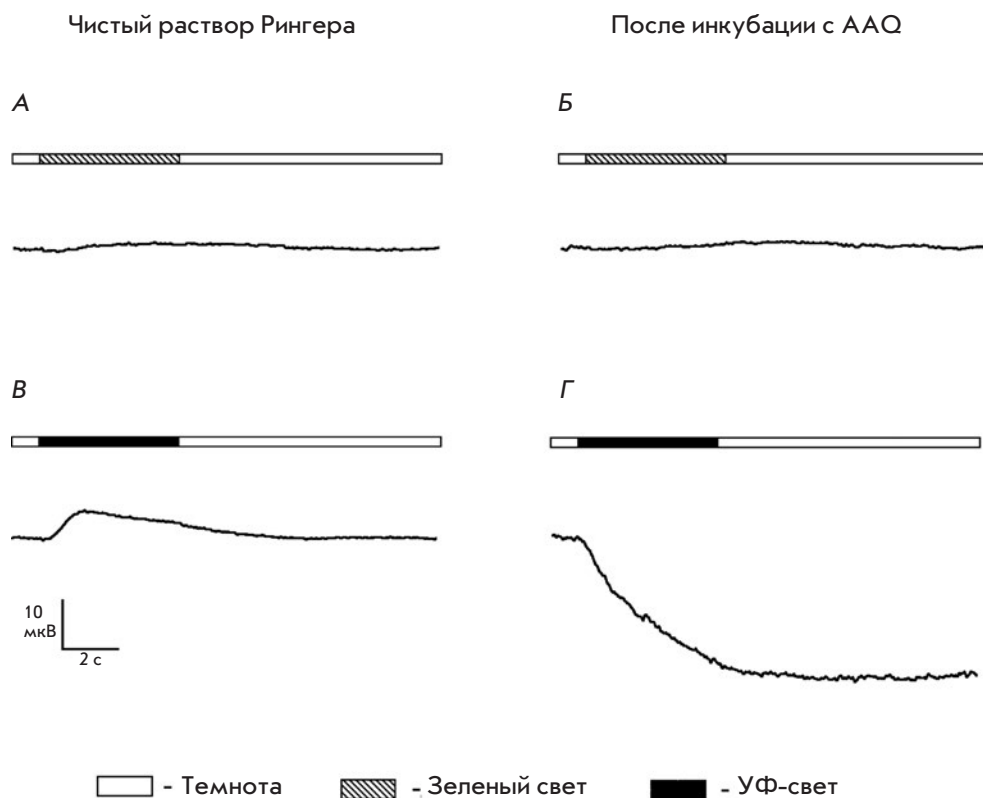 Чистый раствор Рингера
После инкубации с AAQ
А
Б
В
Г
10
мкВ
2 с
- Темнота
- Зеленый свет
- УФ-свет